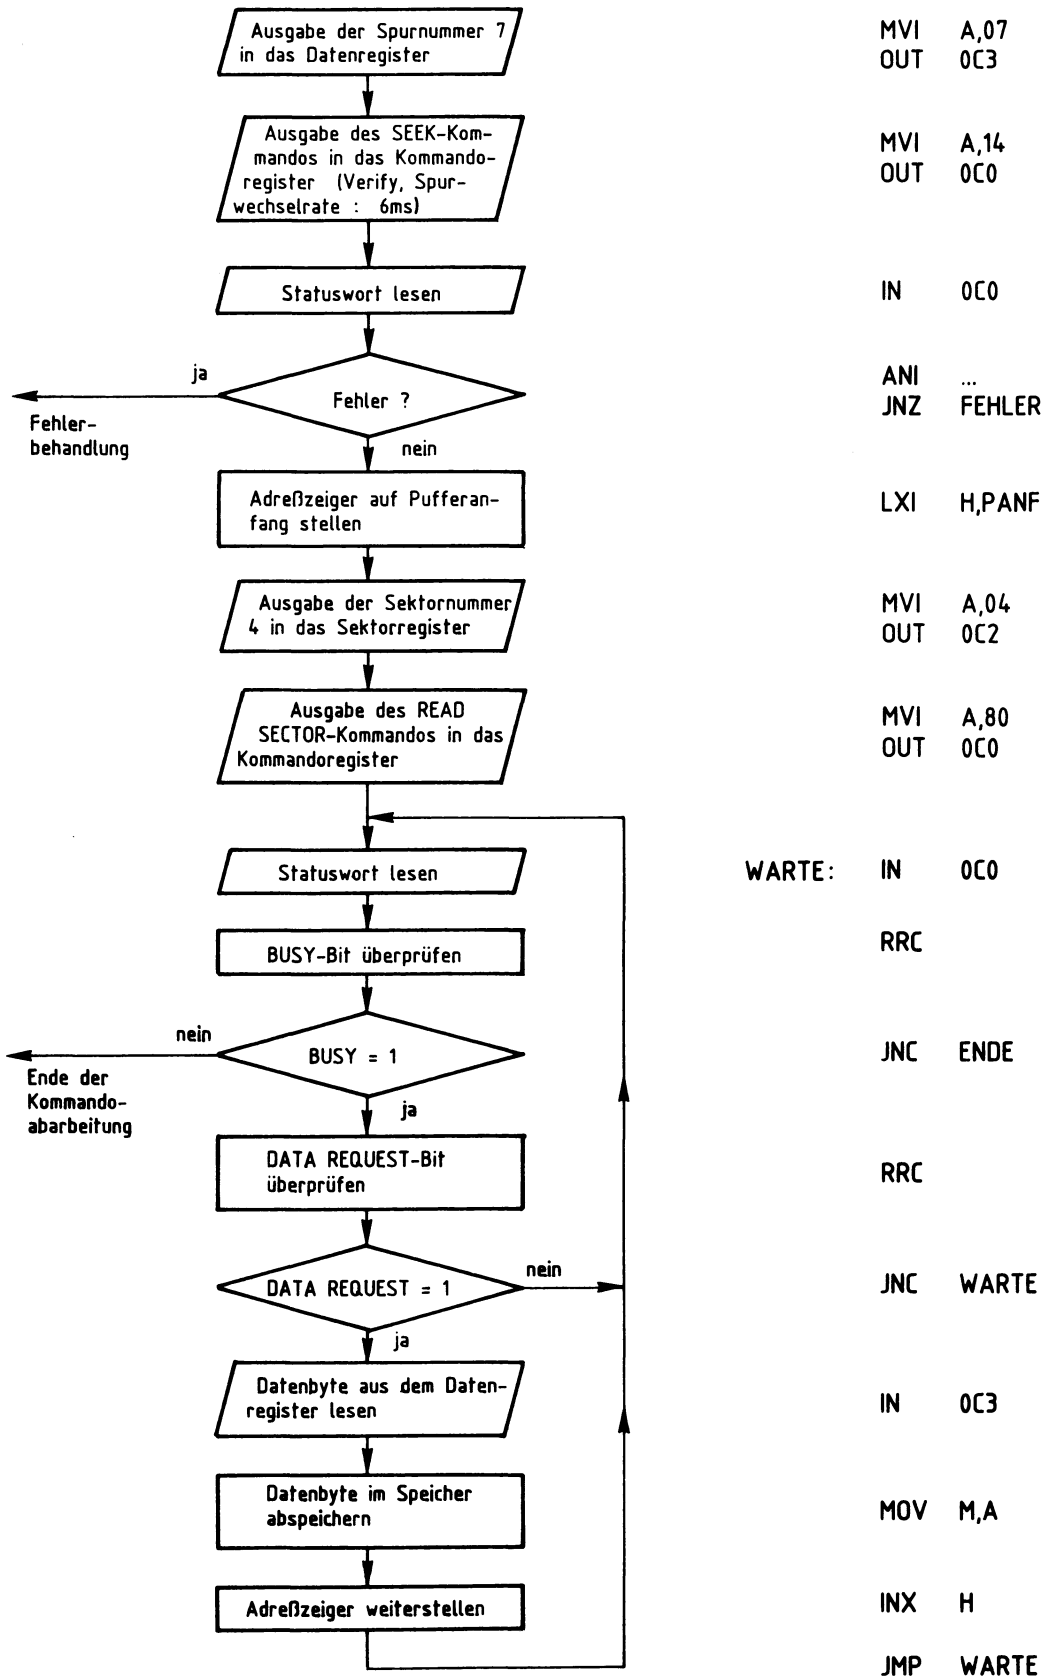 Ausgabe der Spurnummer 7
in das Datenregister
MVI A,07
OUT 0C3
Ausgabe des SEEK-Kom-
mandos in das Kommando-
register (Verify, Spur-
wechselrate : 6ms)
MVI A,14
OUT 0C0
Statuswort lesen
IN 0C0
ja
Fehler ?
Fehler-
behandlung
nein
ANI ...
JNZ FEHLER
Adreßzeiger auf Pufferan-
fang stellen
LXI H,PANF
Ausgabe der Sektornummer
4 in das Sektorregister
MVI A,04
OUT 0C2
Ausgabe des READ
SECTOR-Kommandos in das
Kommandoregister
MVI A,80
OUT 0C0
Statuswort lesen
WARTE: IN 0C0
BUSY-Bit überprüfen
RRC
nein
BUSY = 1
Ende der
Kommando-
abarbeitung
ja
JNC ENDE
DATA REQUEST-Bit
überprüfen
RRC
nein
DATA REQUEST = 1
ja
JNC WARTE
Datenbyte aus dem Daten-
register lesen
IN 0C3
Datenbyte im Speicher
abspeichern
MOV M,A
Adreßzeiger weiterstellen
INX H
JMP WARTE